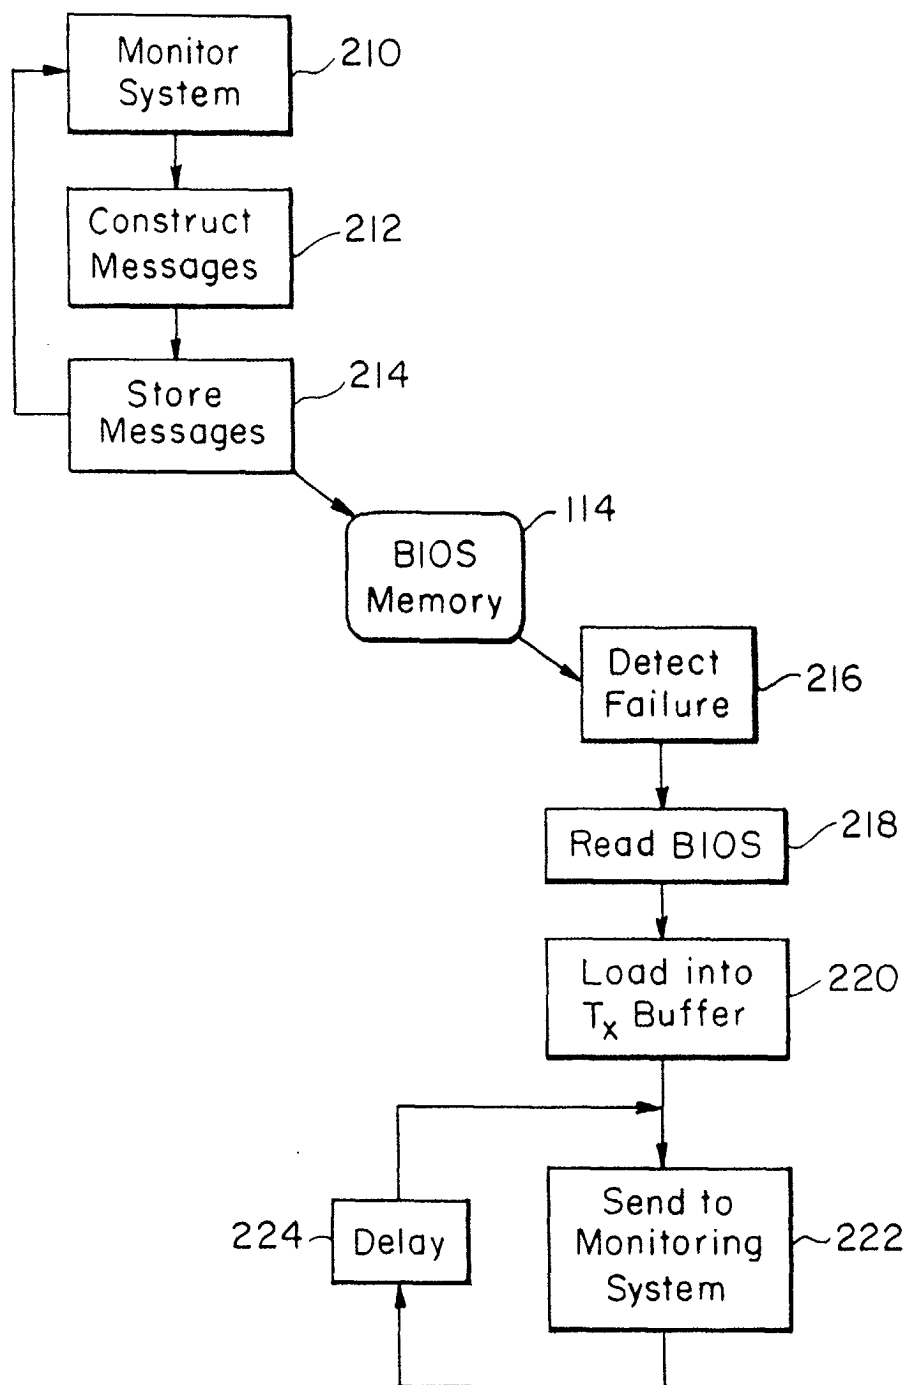 Monitor
System
210
Construct
Messages
212
Store
Messages
214
BIOS
Memory
114
Detect
Failure
216
Read BIOS
218
Load into
Tx Buffer
220
Send to
Monitoring
System
222
224
Delay